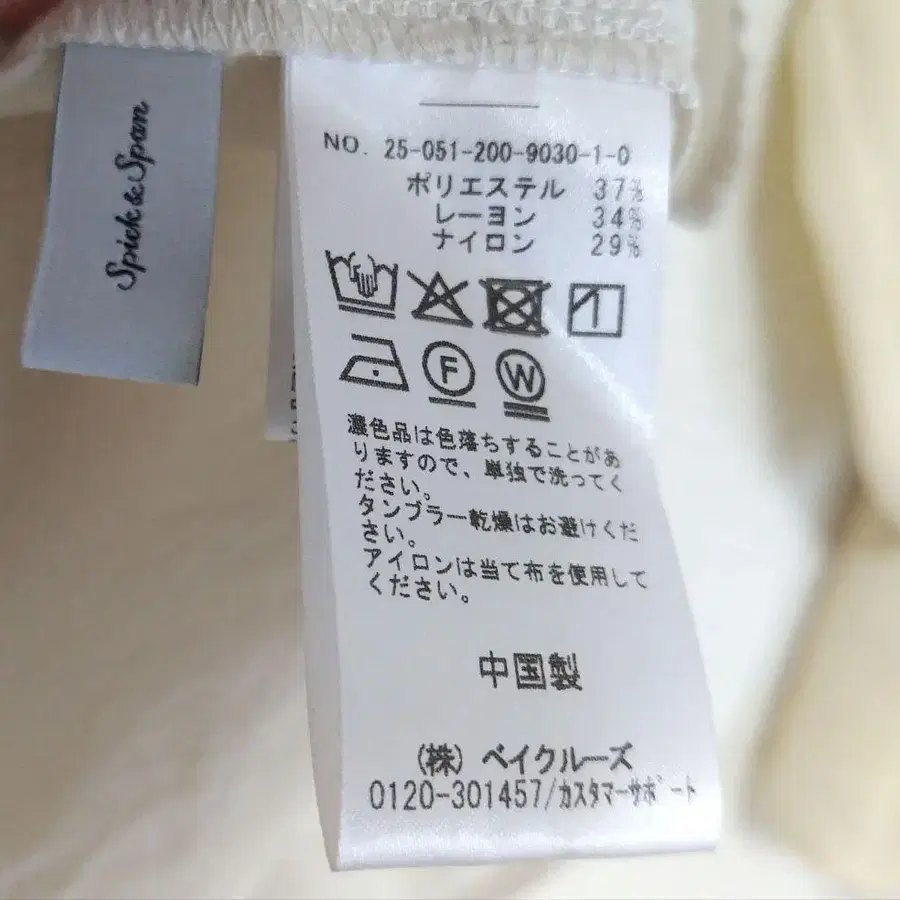 Spick & Span
NO. 25-051-200-9030-1-0
ポリエステル 37%
レーヨン 34%
ナイロン 29%
F
W
濃色品は色落ちすることがあ
りますので、単独で洗ってく
ださい。
タンブラー乾燥はお避けくだ
さい。
アイロンは当て布を使用して
ください。
中国製
(株) ベイクルーズ
0120-301457/カスタマーサポート